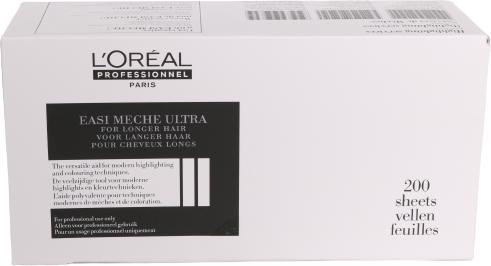 L'ORÉAL
PROFESSIONNEL
PARIS
EASI MECHE ULTRA
FOR LONGER HAIR
VOOR LANGER HAAR
POUR CHEVEUX LONGS
The versatile aid for modern highlighting
and colouring techniques.
De veelzijdige tool voor moderne
highlights en kleurtechnieken.
L'aide polyvalente pour techniques
modernes de mèches et de coloration.
For professional use only
Alleen voor professioneel gebruik
Pour un usage professionnel uniquement
200
sheets
vellen
feuilles